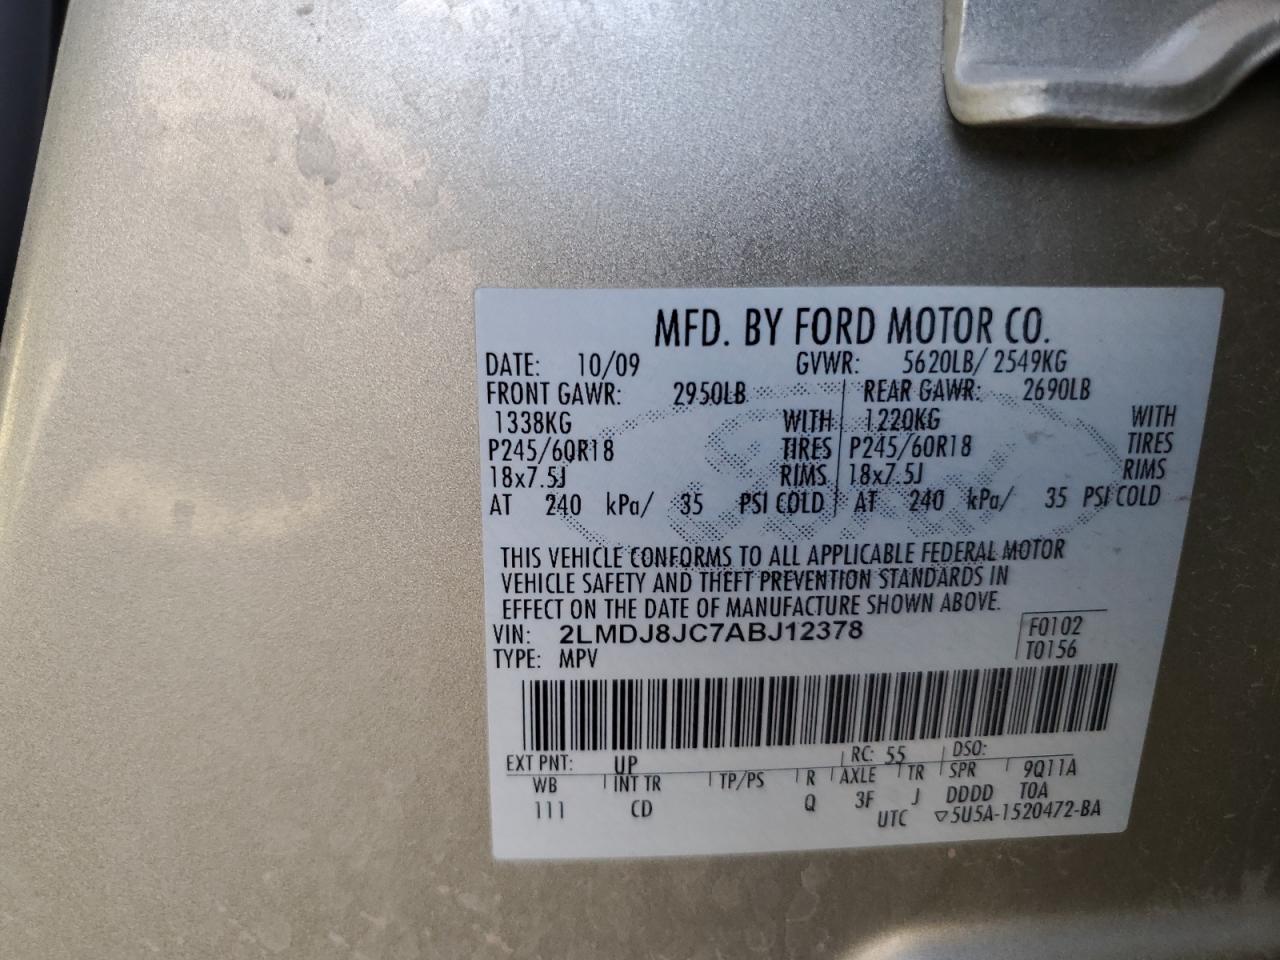 MFD. BY FORD MOTOR CO.
DATE: 10/09 GVWR: 5620LB/ 2549KG
FRONT GAWR: 2950LB REAR GAWR: 2690LB
1338KG WITH 1220KG WITH
P245/60R18 TIRES P245/60R18 TIRES
18x7.5J RIMS 18x7.5J RIMS
AT 240 kPa/ 35 PSI COLD AT 240 kPa/ 35 PSI COLD
THIS VEHICLE CONFORMS TO ALL APPLICABLE FEDERAL MOTOR
VEHICLE SAFETY AND THEFT PREVENTION STANDARDS IN
EFFECT ON THE DATE OF MANUFACTURE SHOWN ABOVE.
VIN: 2LMDJ8JC7ABJ12378 F0102
TYPE: MPV T0156
EXT PNT: UP RC: 55 DSO:
WB INT TR TP/PS R AXLE TR SPR 9Q11A
111 CD Q 3F J DDDD TOA
UTC ▽5U5A-1520472-BA